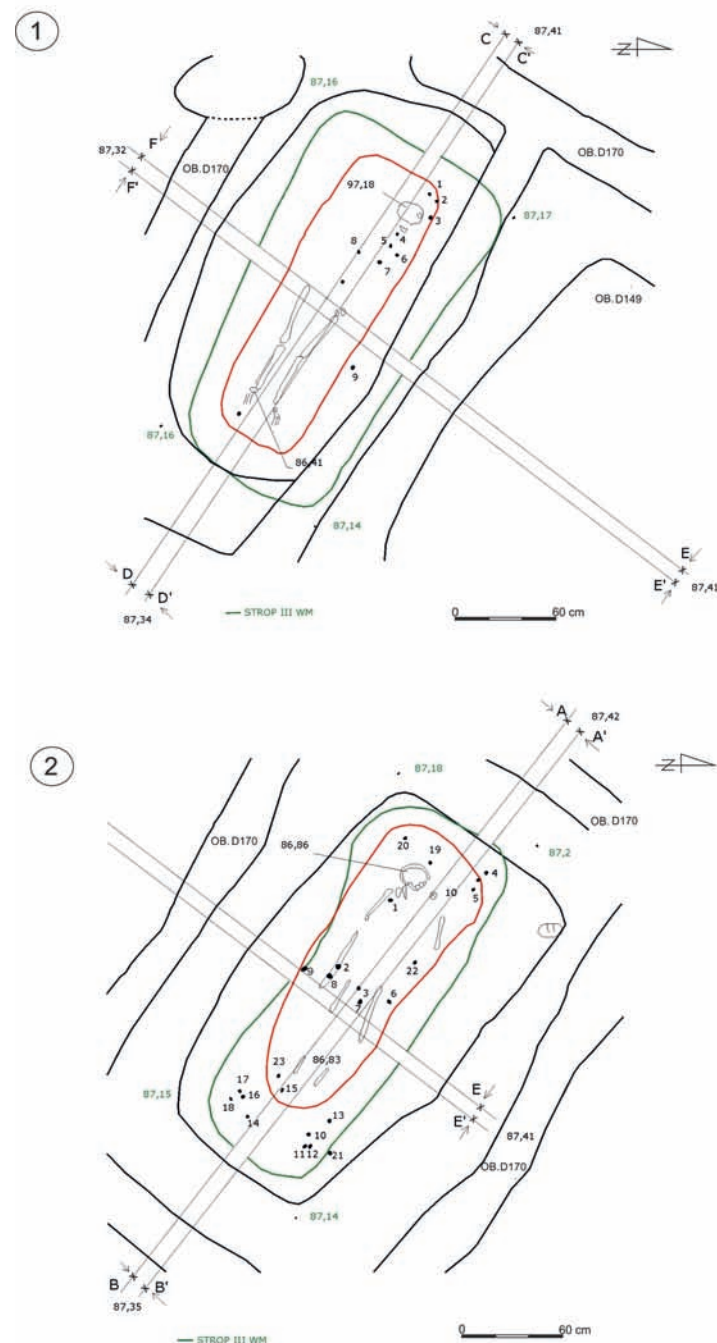 1
C
C'
87,41
N
87,16
OB.D170
87,32
F
F'
OB.D170
97,18
1
2
3
4
5
6
7
8
87,17
OB.D149
9
87,16
86,41
87,14
D
D'
87,34
E
E'
87,41
STROP III WM
0 60 cm
2
A
A'
87,42
N
87,18
OB.D170
OB.D170
86,86
20
19
4
5
10
87,2
1
9
2
8
22
3
7
6
23
86,83
15
17
16
18
14
87,15
13
10
11
12
21
E
E'
87,41
OB.D170
87,14
B
B'
87,35
STROP III WM
0 60 cm